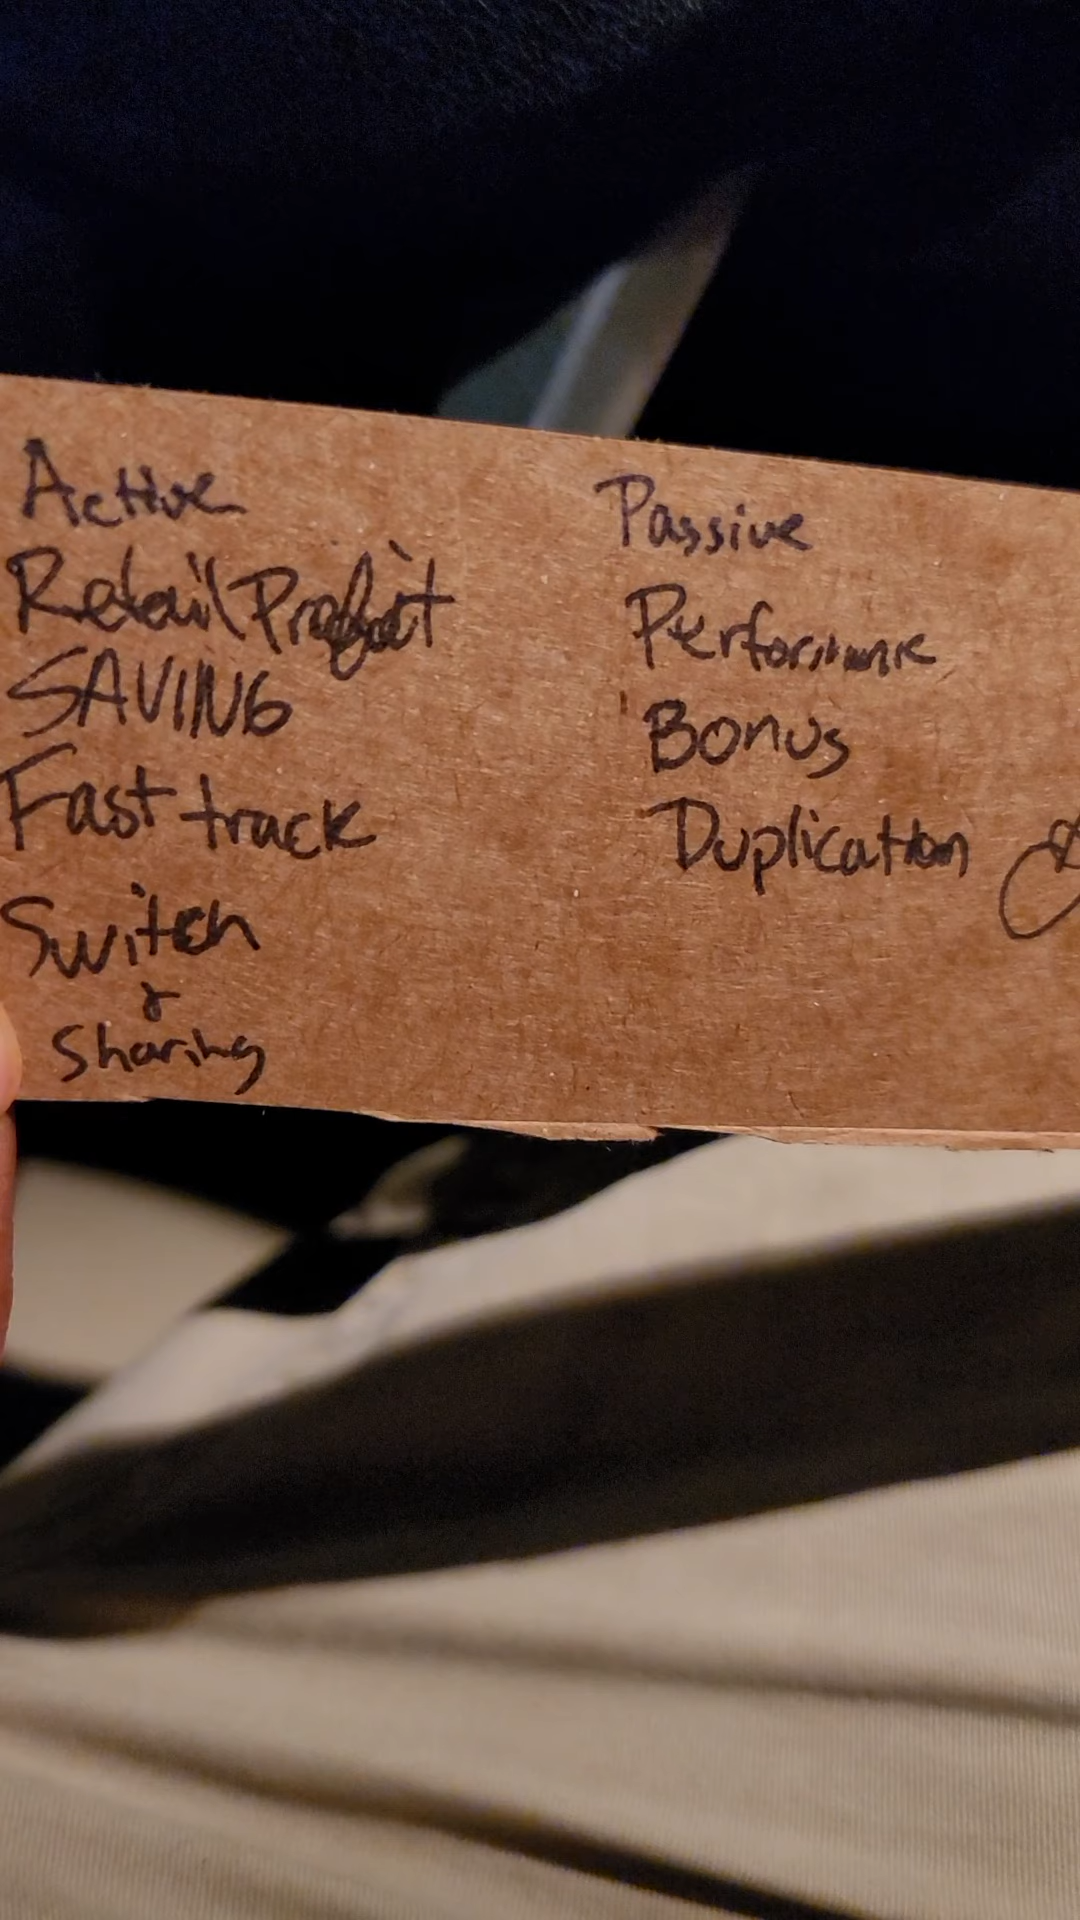 Active
Retail Profit
SAVING
Fast track
Switch
&
Sharing
Passive
Performance
Bonus
Duplication